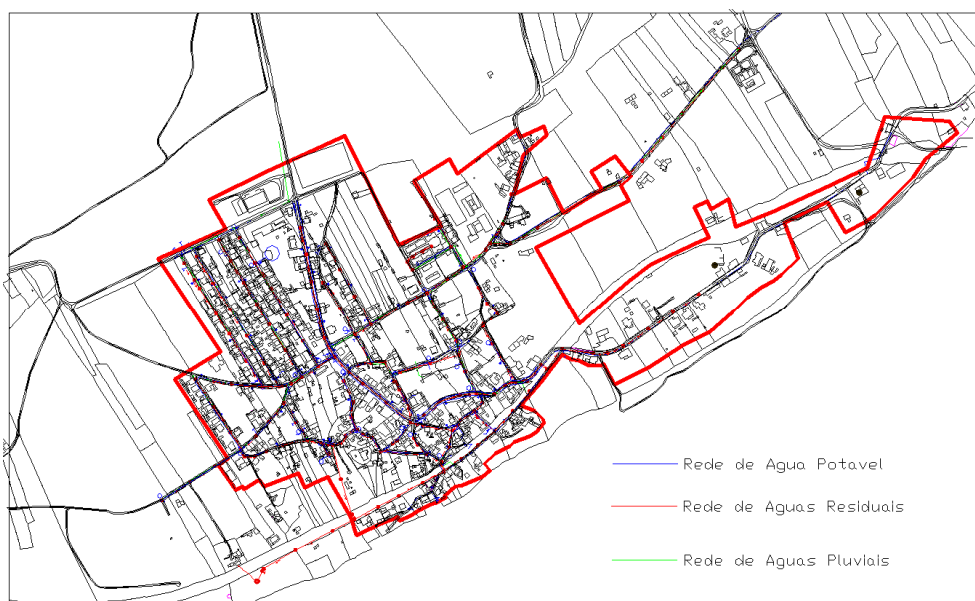 Rede de Agua Potavel
Rede de Aguas Residuais
Rede de Aguas Pluviais